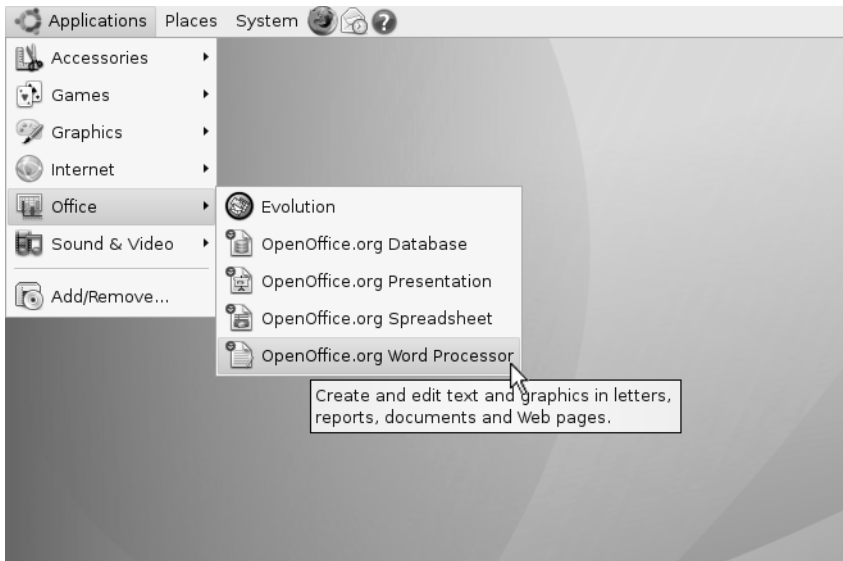 Applications Places System
Accessories
Games
Graphics
Internet
Office
Sound & Video
Add/Remove...
Evolution
OpenOffice.org Database
OpenOffice.org Presentation
OpenOffice.org Spreadsheet
OpenOffice.org Word Processor
Create and edit text and graphics in letters,
reports, documents and Web pages.